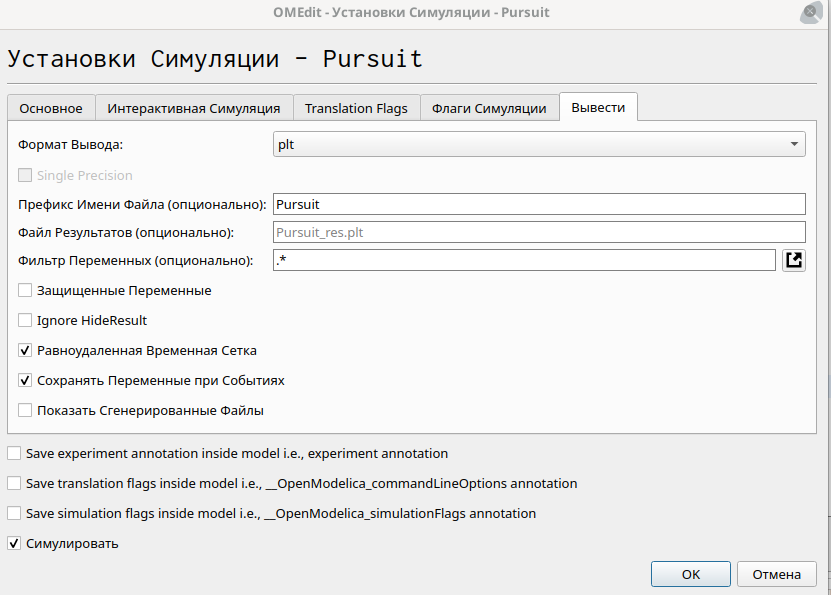 OMEdit - Установки Симуляции - Pursuit
Установки Симуляции - Pursuit
Основное Интерактивная Симуляция Translation Flags Флаги Симуляции Вывести
Формат Вывода: plt
Single Precision
Префикс Имени Файла (опционально): Pursuit
Файл Результатов (опционально): Pursuit_res.plt
Фильтр Переменных (опционально): .*
Защищенные Переменные
Ignore HideResult
Равноудаленная Временная Сетка
Сохранять Переменные при Событиях
Показать Сгенерированные Файлы
Save experiment annotation inside model i.e., experiment annotation
Save translation flags inside model i.e., __OpenModelica_commandLineOptions annotation
Save simulation flags inside model i.e., __OpenModelica_simulationFlags annotation
Симулировать
OK Отмена